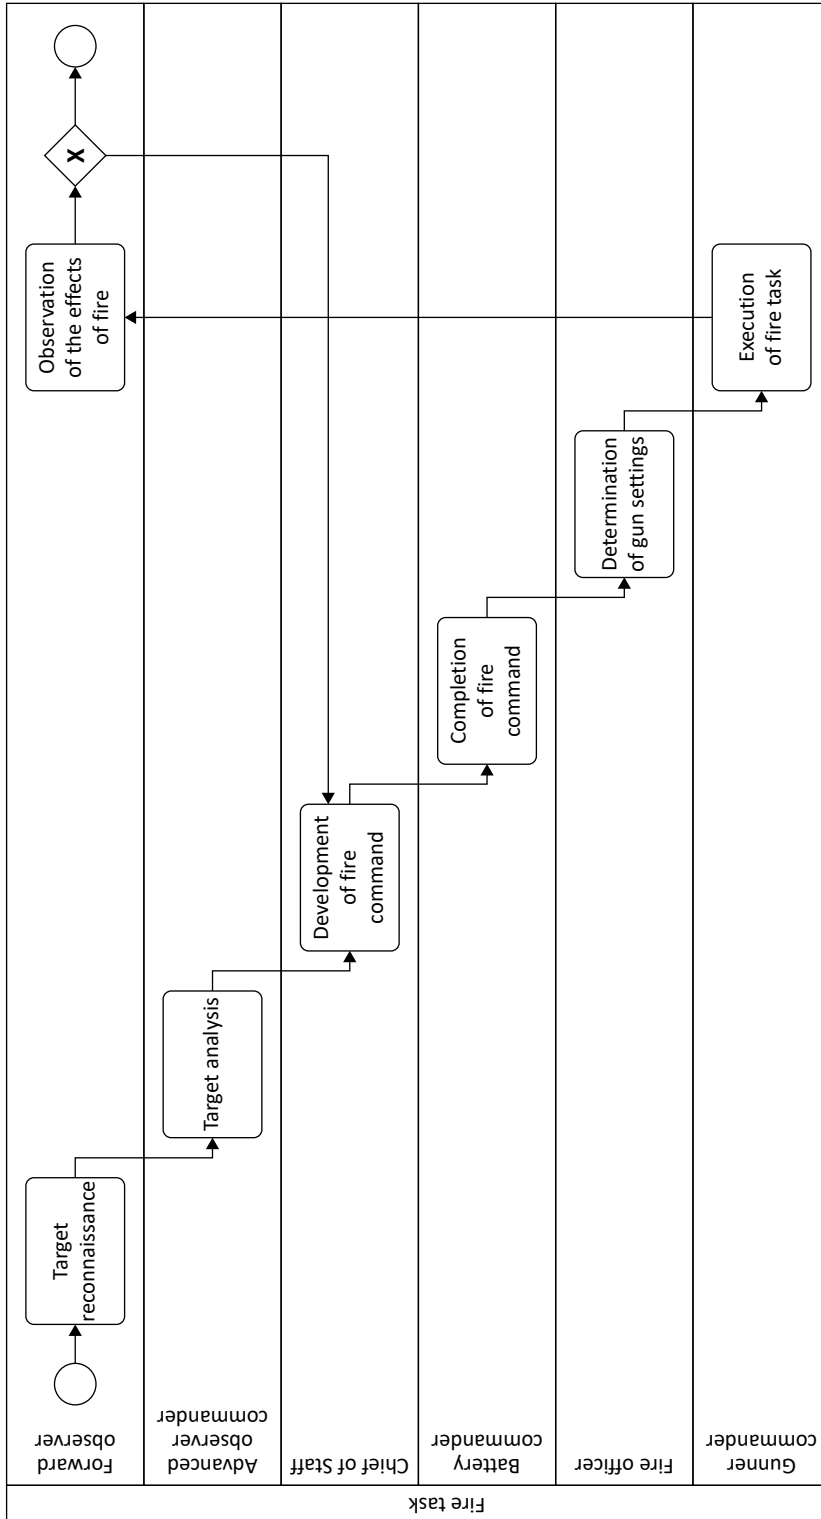 Fire task
Forward
observer
Advanced
observer
commander
Chief of Staff
Battery
commander
Fire officer
Gunner
commander
Target
reconnaissance
Target analysis
Development
of fire
command
Completion
of fire
command
Determination
of gun settings
Execution
of fire task
Observation
of the effects
of fire
X